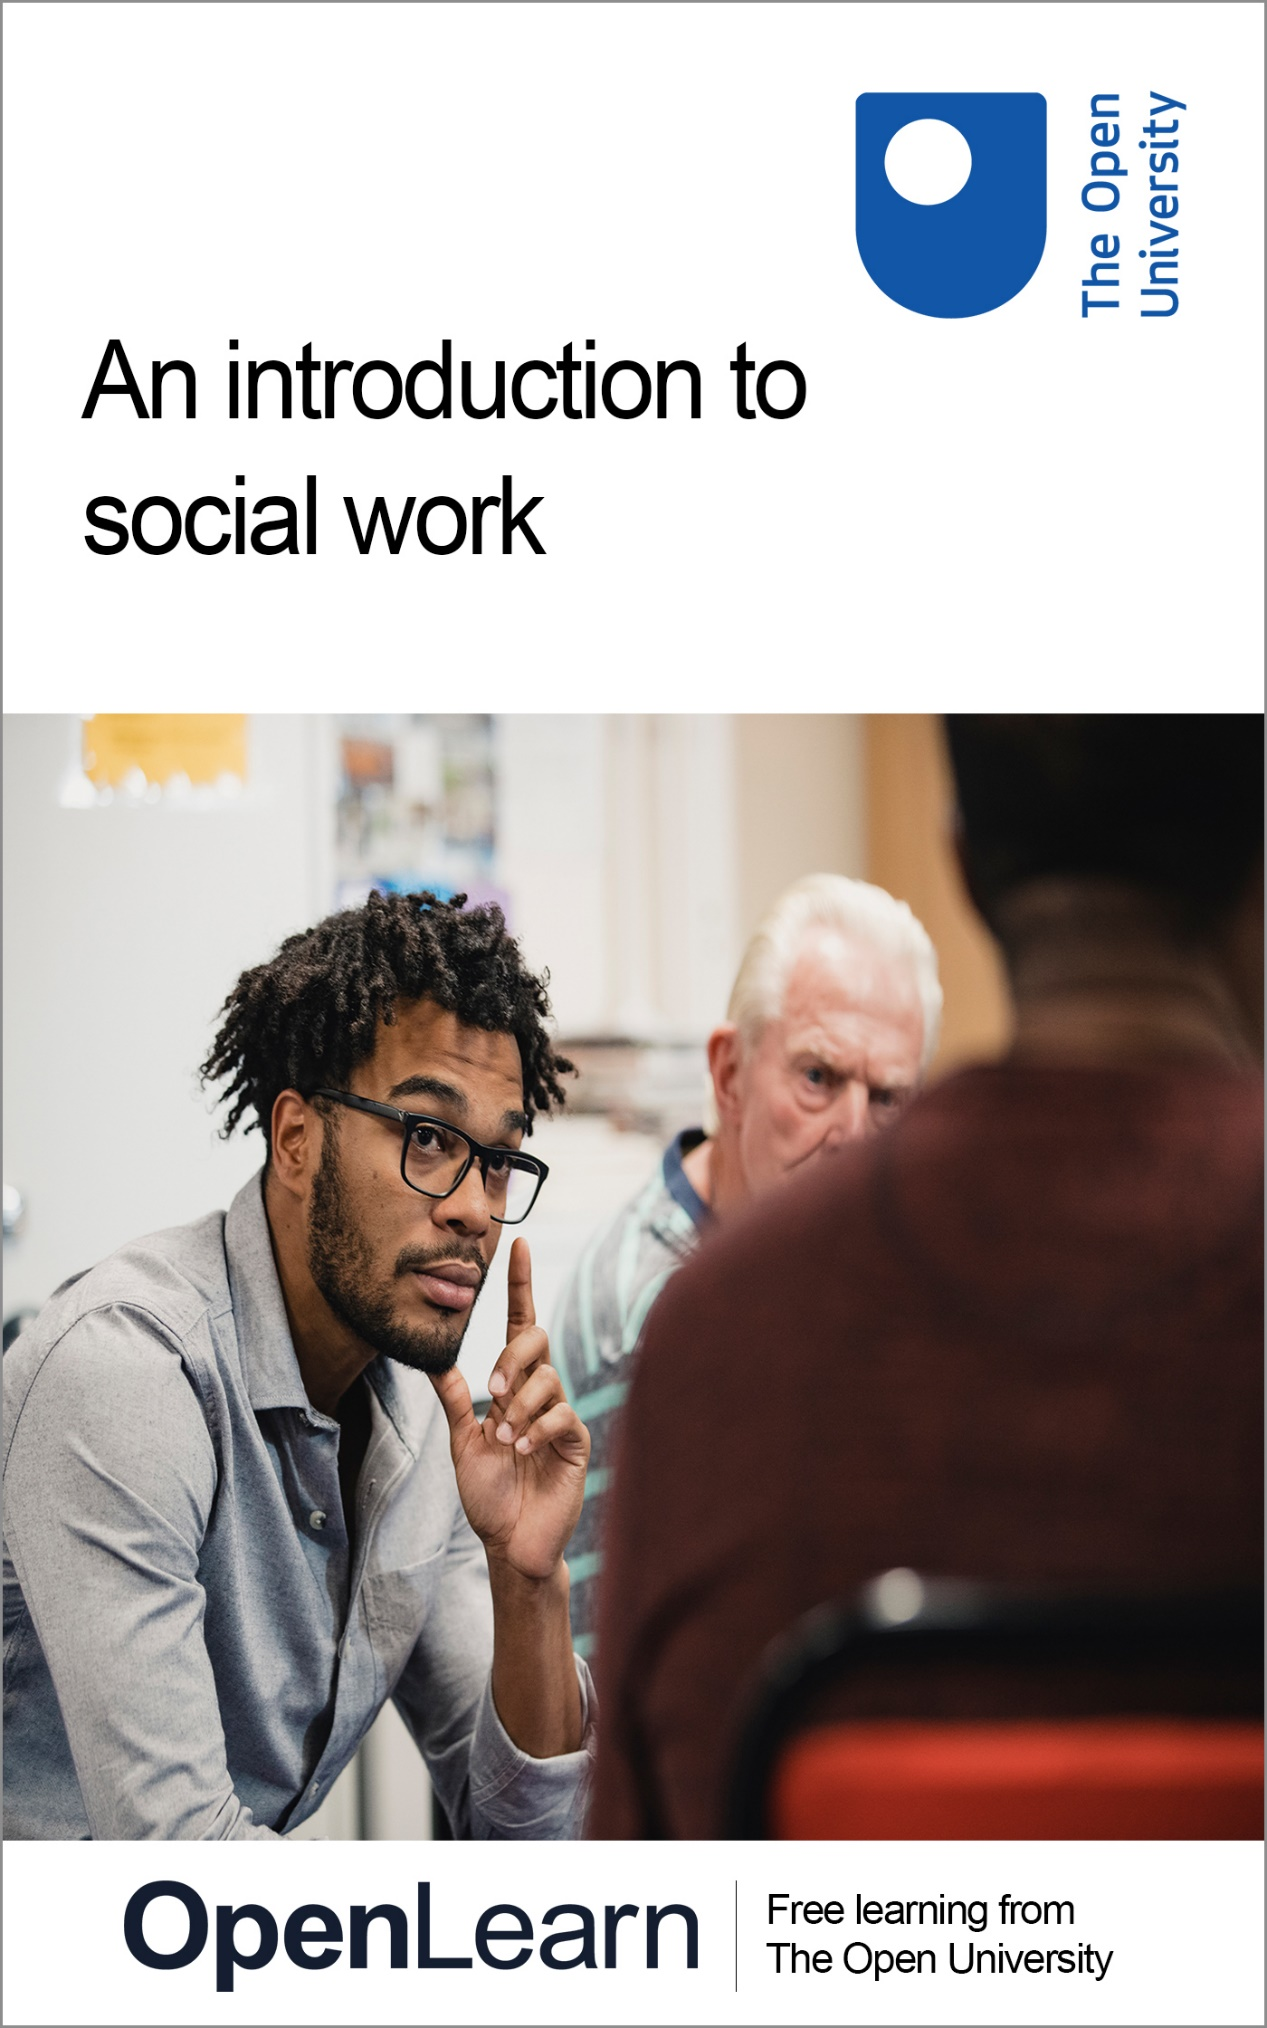 The Open
University
An introduction to
social work
OpenLearn
Free learning from
The Open University